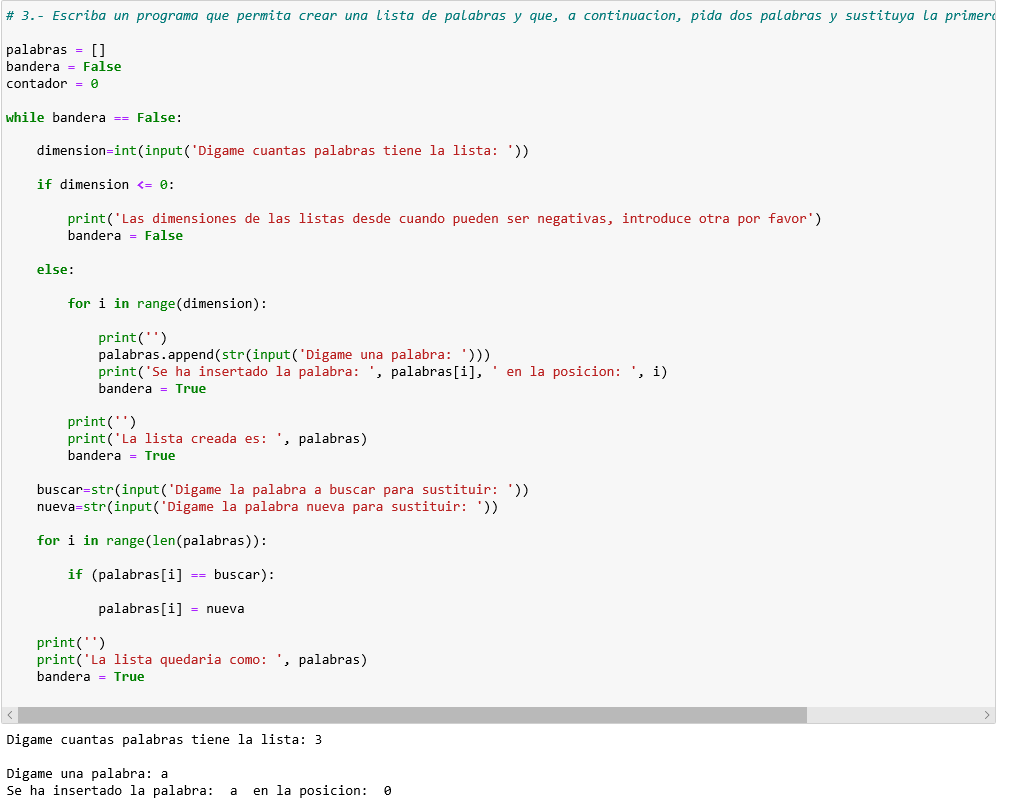 # 3.- Escriba un programa que permita crear una lista de palabras y que, a continuacion, pida dos palabras y sustituya la primera
palabras = []
bandera = False
contador = 0
while bandera == False:
    dimension=int(input('Digame cuantas palabras tiene la lista: '))
    if dimension <= 0:
        print('Las dimensiones de las listas desde cuando pueden ser negativas, introduce otra por favor')
        bandera = False
    else:
        for i in range(dimension):
            print('')
            palabras.append(str(input('Digame una palabra: ')))
            print('Se ha insertado la palabra: ', palabras[i], ' en la posicion: ', i)
            bandera = True
        print('')
        print('La lista creada es: ', palabras)
        bandera = True
    buscar=str(input('Digame la palabra a buscar para sustituir: '))
    nueva=str(input('Digame la palabra nueva para sustituir: '))
    for i in range(len(palabras)):
        if (palabras[i] == buscar):
            palabras[i] = nueva
    print('')
    print('La lista quedaria como: ', palabras)
    bandera = True
Digame cuantas palabras tiene la lista: 3
Digame una palabra: a
Se ha insertado la palabra:  a  en la posicion:  0